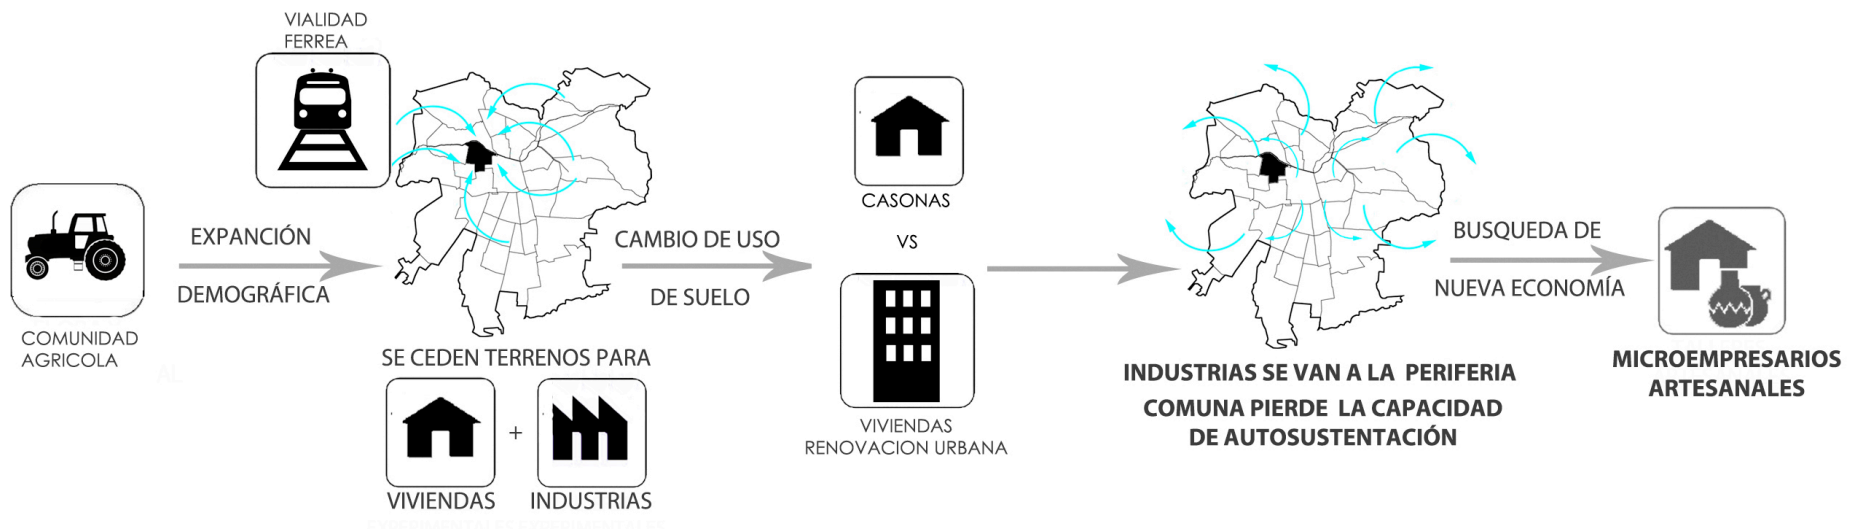 VIALIDAD
FERREA
COMUNIDAD
AGRICOLA
EXPANCIÓN
DEMOGRÁFICA
SE CEDEN TERRENOS PARA
+
VIVIENDAS
INDUSTRIAS
CAMBIO DE USO
DE SUELO
CASONAS
VS
VIVIENDAS
RENOVACION URBANA
INDUSTRIAS SE VAN A LA PERIFERIA
COMUNA PIERDE LA CAPACIDAD
DE AUTOSUSTENTACIÓN
BUSQUEDA DE
NUEVA ECONOMÍA
MICROEMPRESARIOS
ARTESANALES